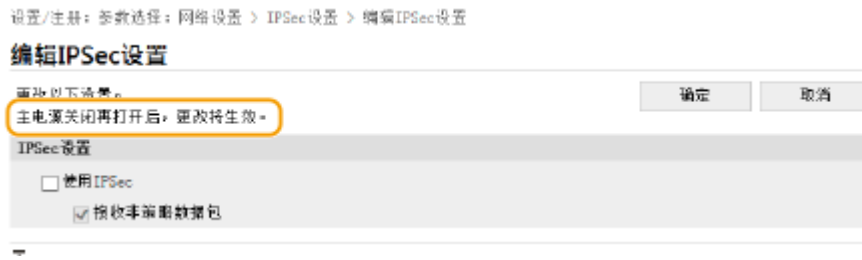 设置/注册：参数选择：网络设置 > IPSec设置 > 编辑IPSec设置
编辑IPSec设置
更改以下设置。
确定 取消
主电源关闭再打开后，更改将生效。
IPSec设置
使用IPSec
接收非策略数据包